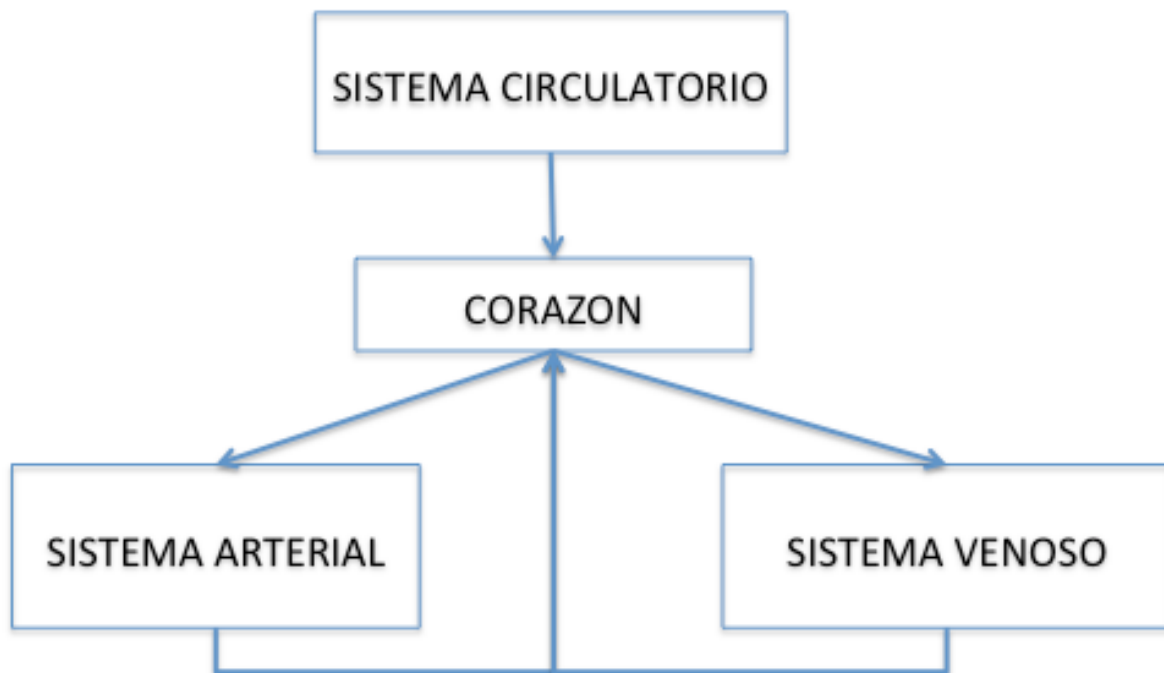 SISTEMA CIRCULATORIO
CORAZON
SISTEMA ARTERIAL
SISTEMA VENOSO